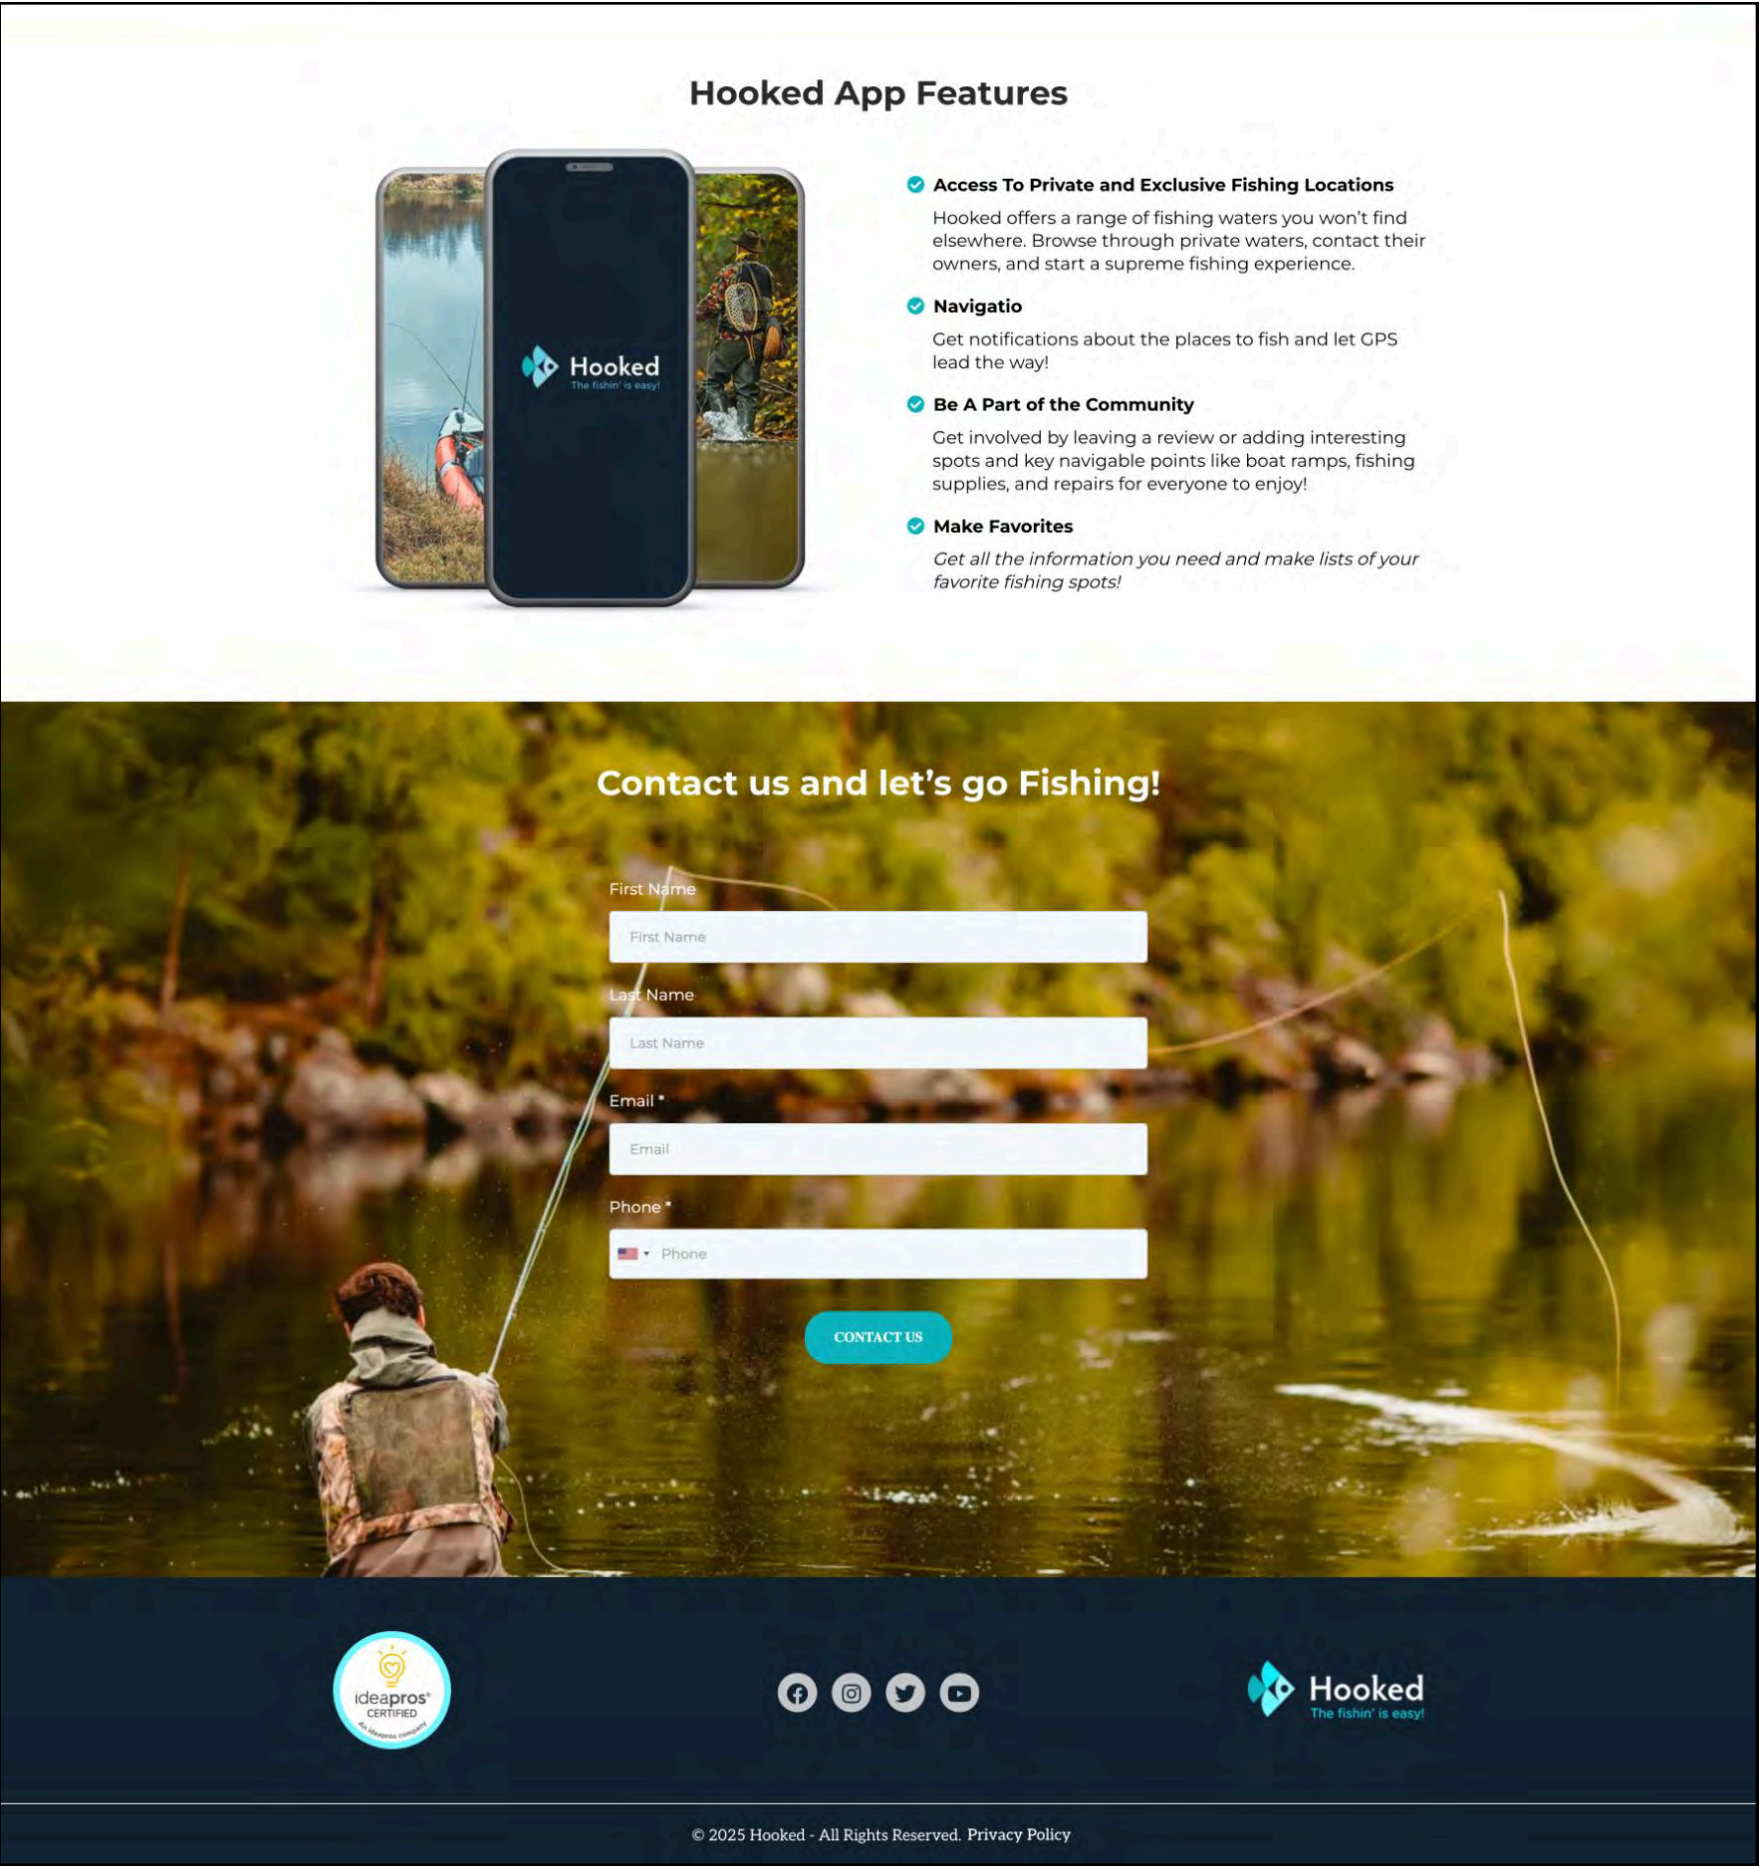 Hooked App Features
Hooked
The fishin' is easy!
Access To Private and Exclusive Fishing Locations
Hooked offers a range of fishing waters you won't find
elsewhere. Browse through private waters, contact their
owners, and start a supreme fishing experience.
Navigatio
Get notifications about the places to fish and let GPS
lead the way!
Be A Part of the Community
Get involved by leaving a review or adding interesting
spots and key navigable points like boat ramps, fishing
supplies, and repairs for everyone to enjoy!
Make Favorites
Get all the information you need and make lists of your
favorite fishing spots!
Contact us and let's go Fishing!
First Name
First Name
Last Name
Last Name
Email *
Email
Phone *
Phone
CONTACT US
ideapros®
CERTIFIED
An ideapros company
Hooked
The fishin' is easy!
© 2025 Hooked - All Rights Reserved. Privacy Policy